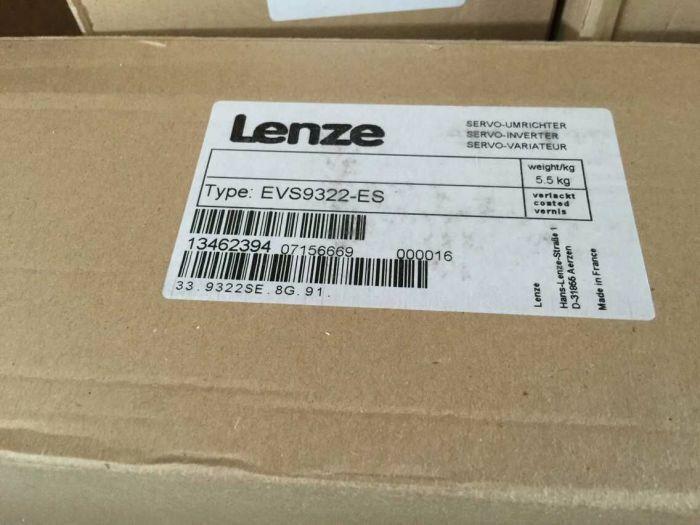 Lenze
SERVO-UMRICHTER
SERVO-INVERTER
SERVO-VARIATEUR
weight/kg
5.5 kg
Type: EVS9322-ES
verlackt
coated
vernis
13462394 07156669 000016
33.9322SE.8G.91.
Lenze
Hans-Lenze-Straße 1
D-31855 Aerzen
Made in France